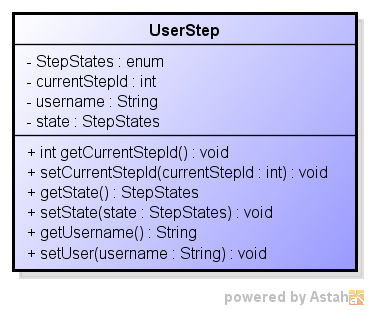 UserStep
- StepStates : enum
- currentStepId : int
- username : String
- state : StepStates
+ int getCurrentStepId() : void
+ setCurrentStepId(currentStepId : int) : void
+ getState() : StepStates
+ setState(state : StepStates) : void
+ getUsername() : String
+ setUser(username : String) : void
powered by Astah